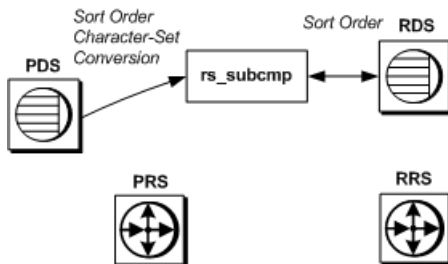 Sort Order
Character-Set
Conversion
Sort Order
PDS
RDS
rs_subcmp
PRS
RRS